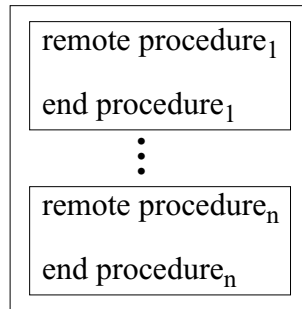 remote procedure₁
end procedure₁
⋮
remote procedureₙ
end procedureₙ